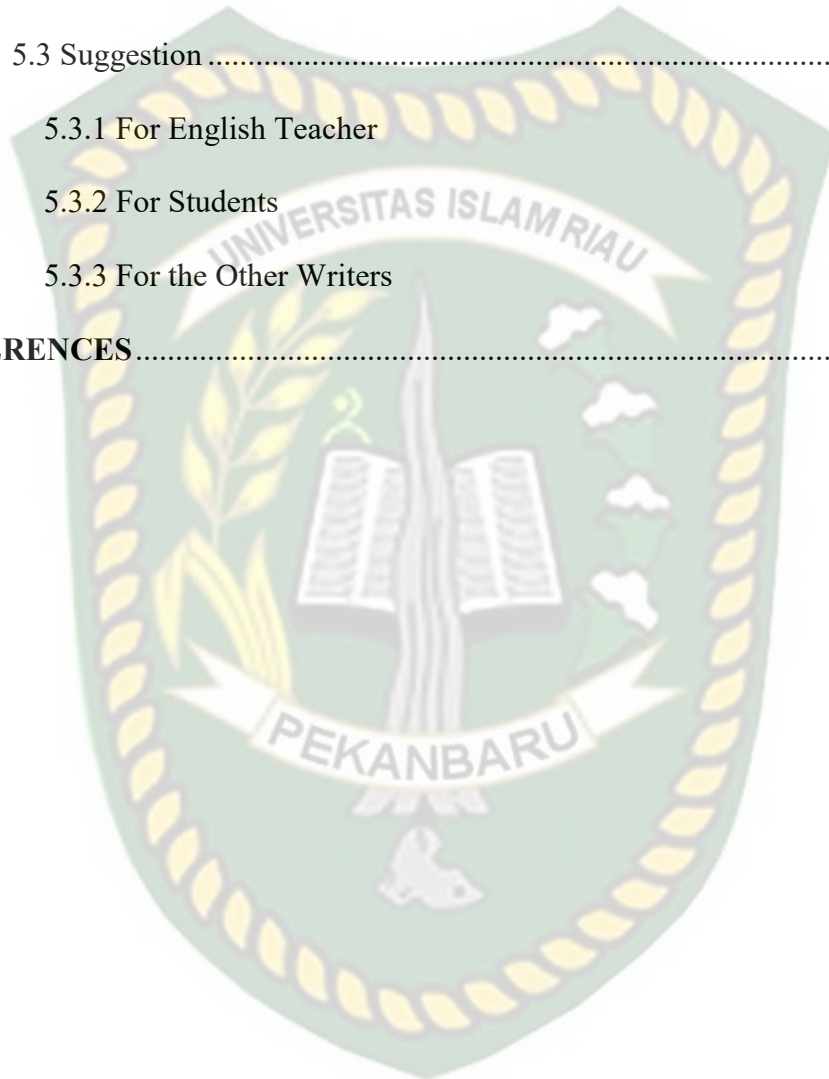 5.3 Suggestion ........................................................................................
5.3.1 For English Teacher
5.3.2 For Students
UNIVERSITAS ISLAM RIAU
5.3.3 For the Other Writers
ERENCES ........................................................................................
PEKANBARU